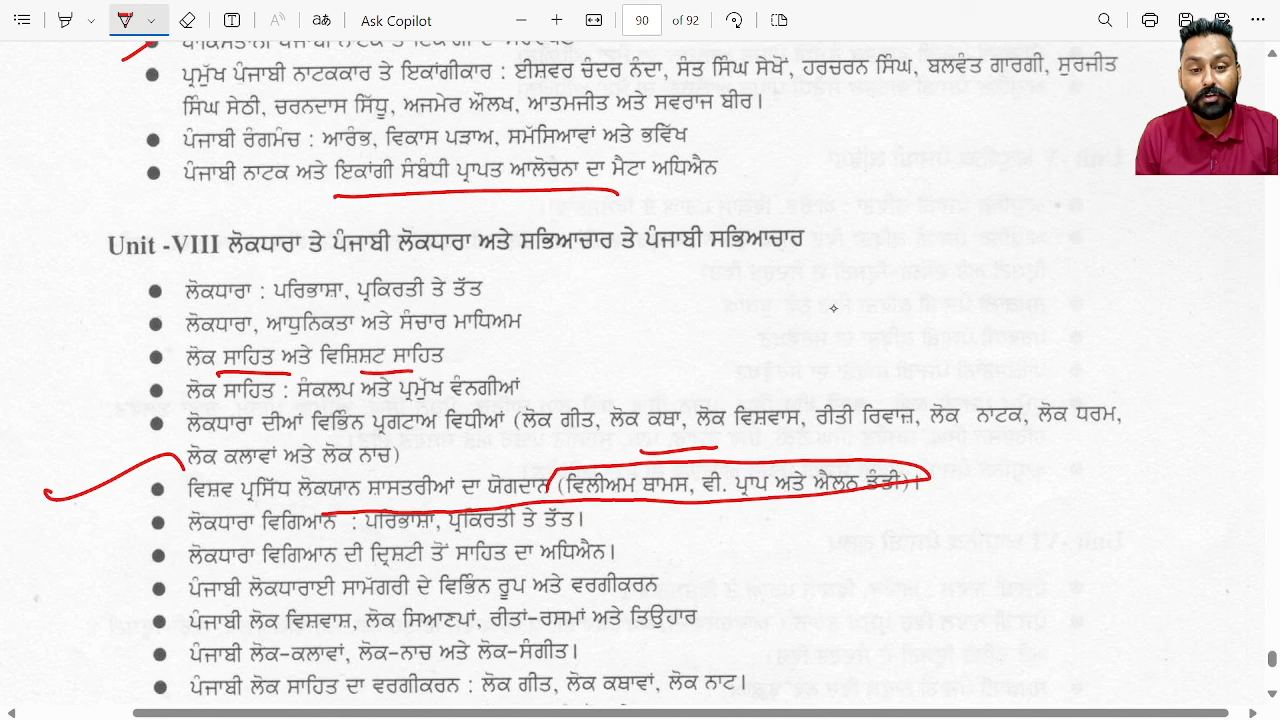 Ask Copilot
90 of 92
ਪ੍ਰਮੁੱਖ ਪੰਜਾਬੀ ਨਾਟਕਕਾਰ ਤੇ ਇਕਾਂਗੀਕਾਰ : ਈਸ਼ਵਰ ਚੰਦਰ ਨੰਦਾ, ਸੰਤ ਸਿੰਘ ਸੇਖੋਂ, ਹਰਚਰਨ ਸਿੰਘ, ਬਲਵੰਤ ਗਾਰਗੀ, ਸੁਰਜੀਤ
ਸਿੰਘ ਸੇਠੀ, ਚਰਨਦਾਸ ਸਿੱਧੂ, ਅਜਮੇਰ ਔਲਖ, ਆਤਮਜੀਤ ਅਤੇ ਸਵਰਾਜ ਬੀਰ।
ਪੰਜਾਬੀ ਰੰਗਮੰਚ : ਆਰੰਭ, ਵਿਕਾਸ ਪੜਾਅ, ਸਮੱਸਿਆਵਾਂ ਅਤੇ ਭਵਿੱਖ
ਪੰਜਾਬੀ ਨਾਟਕ ਅਤੇ ਇਕਾਂਗੀ ਸੰਬੰਧੀ ਪ੍ਰਾਪਤ ਆਲੋਚਨਾ ਦਾ ਮੈਟਾ ਅਧਿਐਨ
Unit -VIII ਲੋਕਧਾਰਾ ਤੇ ਪੰਜਾਬੀ ਲੋਕਧਾਰਾ ਅਤੇ ਸਭਿਆਚਾਰ ਤੇ ਪੰਜਾਬੀ ਸਭਿਆਚਾਰ
ਲੋਕਧਾਰਾ : ਪਰਿਭਾਸ਼ਾ, ਪ੍ਰਕਿਰਤੀ ਤੇ ਤੱਤ
ਲੋਕਧਾਰਾ, ਆਧੁਨਿਕਤਾ ਅਤੇ ਸੰਚਾਰ ਮਾਧਿਅਮ
ਲੋਕ ਸਾਹਿਤ ਅਤੇ ਵਿਸ਼ਿਸ਼ਟ ਸਾਹਿਤ
ਲੋਕ ਸਾਹਿਤ : ਸੰਕਲਪ ਅਤੇ ਪ੍ਰਮੁੱਖ ਵੰਨਗੀਆਂ
ਲੋਕਧਾਰਾ ਦੀਆਂ ਵਿਭਿੰਨ ਪ੍ਰਗਟਾਅ ਵਿਧੀਆਂ (ਲੋਕ ਗੀਤ, ਲੋਕ ਕਥਾ, ਲੋਕ ਵਿਸ਼ਵਾਸ, ਰੀਤੀ ਰਿਵਾਜ, ਲੋਕ ਨਾਟਕ, ਲੋਕ ਧਰਮ,
ਲੋਕ ਕਲਾਵਾਂ ਅਤੇ ਲੋਕ ਨਾਚ)
ਵਿਸ਼ਵ ਪ੍ਰਸਿੱਧ ਲੋਕਯਾਨ ਸ਼ਾਸਤਰੀਆਂ ਦਾ ਯੋਗਦਾਨ (ਵਿਲੀਅਮ ਥਾਮਸ, ਵੀ. ਪ੍ਰਾਪ ਅਤੇ ਐਲਨ ਡੰਡੀ)।
ਲੋਕਧਾਰਾ ਵਿਗਿਆਨ : ਪਰਿਭਾਸ਼ਾ, ਪ੍ਰਕਿਰਤੀ ਤੇ ਤੱਤ।
ਲੋਕਧਾਰਾ ਵਿਗਿਆਨ ਦੀ ਦ੍ਰਿਸ਼ਟੀ ਤੋਂ ਸਾਹਿਤ ਦਾ ਅਧਿਐਨ।
ਪੰਜਾਬੀ ਲੋਕਧਾਰਾਈ ਸਾਮੱਗਰੀ ਦੇ ਵਿਭਿੰਨ ਰੂਪ ਅਤੇ ਵਰਗੀਕਰਨ
ਪੰਜਾਬੀ ਲੋਕ ਵਿਸ਼ਵਾਸ਼, ਲੋਕ ਸਿਆਣਪਾਂ, ਰੀਤਾਂ-ਰਸਮਾਂ ਅਤੇ ਤਿਉਹਾਰ
ਪੰਜਾਬੀ ਲੋਕ-ਕਲਾਵਾਂ, ਲੋਕ-ਨਾਚ ਅਤੇ ਲੋਕ-ਸੰਗੀਤ।
ਪੰਜਾਬੀ ਲੋਕ ਸਾਹਿਤ ਦਾ ਵਰਗੀਕਰਨ : ਲੋਕ ਗੀਤ, ਲੋਕ ਕਥਾਵਾਂ, ਲੋਕ ਨਾਟ।